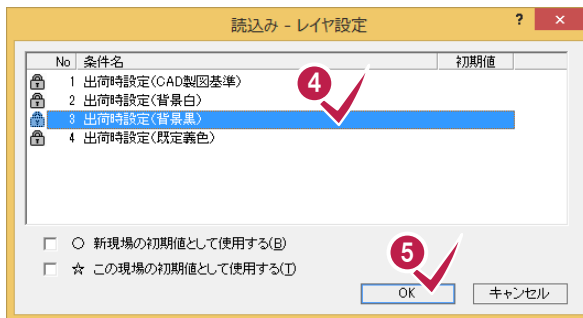 読込み - レイヤ設定
? ×
No 条件名 初期値
1 出荷時設定(CAD製図基準)
2 出荷時設定(背景白)
3 出荷時設定(背景黒)
4 出荷時設定(既定義色)
4
○ 新現場の初期値として使用する(B)
☆ この現場の初期値として使用する(T)
5
OK キャンセル